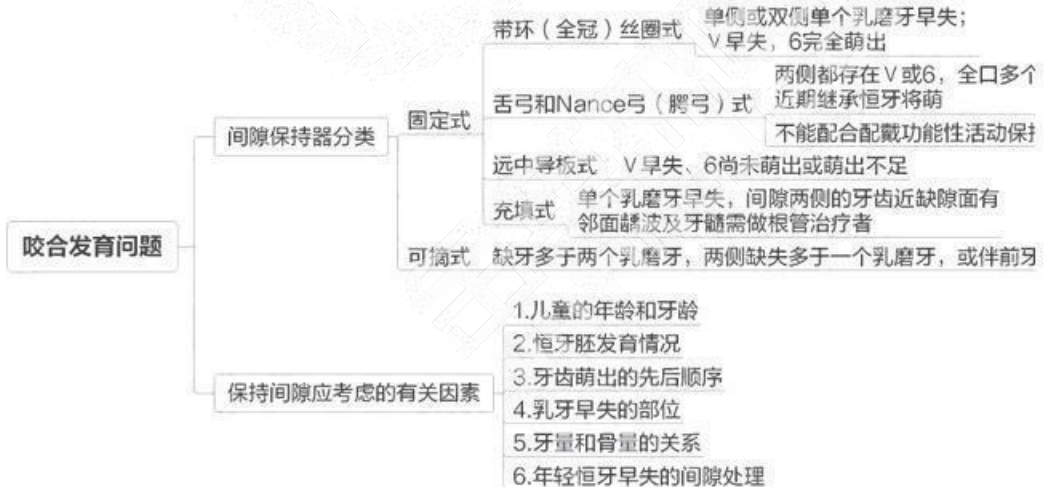 带环（全冠）丝圈式
单侧或双侧单个乳磨牙早失；
Ⅴ早失，6完全萌出
舌弓和Nance弓（腭弓）式
两侧都存在Ⅴ或6，全口多个
近期继承恒牙将萌
不能配合配戴功能性活动保持
固定式
间隙保持器分类
远中导板式
Ⅴ早失、6尚未萌出或萌出不足
充填式
单个乳磨牙早失，间隙两侧的牙齿近缺隙面有
邻面龋波及牙髓需做根管治疗者
咬合发育问题
可摘式
缺牙多于两个乳磨牙，两侧缺失多于一个乳磨牙，或伴前牙
保持间隙应考虑的有关因素
1.儿童的年龄和牙龄
2.恒牙胚发育情况
3.牙齿萌出的先后顺序
4.乳牙早失的部位
5.牙量和骨量的关系
6.年轻恒牙早失的间隙处理